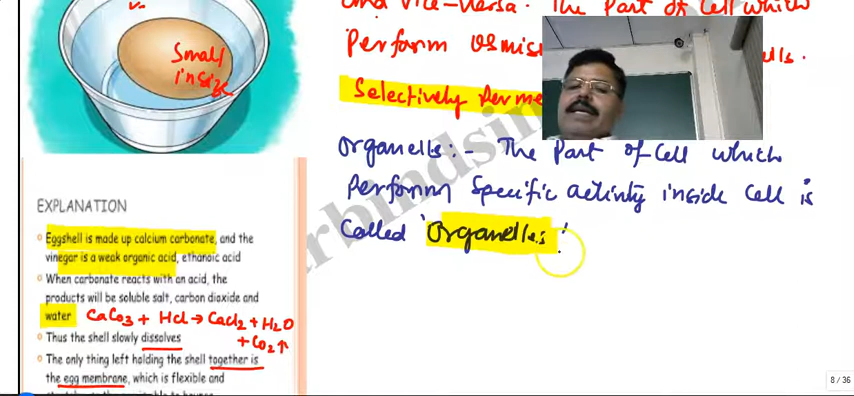 Small
insize
EXPLANATION
Eggshell is made up calcium carbonate, and the
vinegar is a weak organic acid, ethanoic acid
When carbonate reacts with an acid, the
products will be soluble salt, carbon dioxide and
water CaCO3 + HCl → CaCl2 + H2O
+ CO2 ↑
Thus the shell slowly dissolves
The only thing left holding the shell together is
the egg membrane, which is flexible and
and vice-versa. The Part of Cell which
Perform osmis ells.
Selectively Perme
Organells:- The Part of Cell which
Perform Specific activity inside cell is
Called 'Organelles'
8 / 36